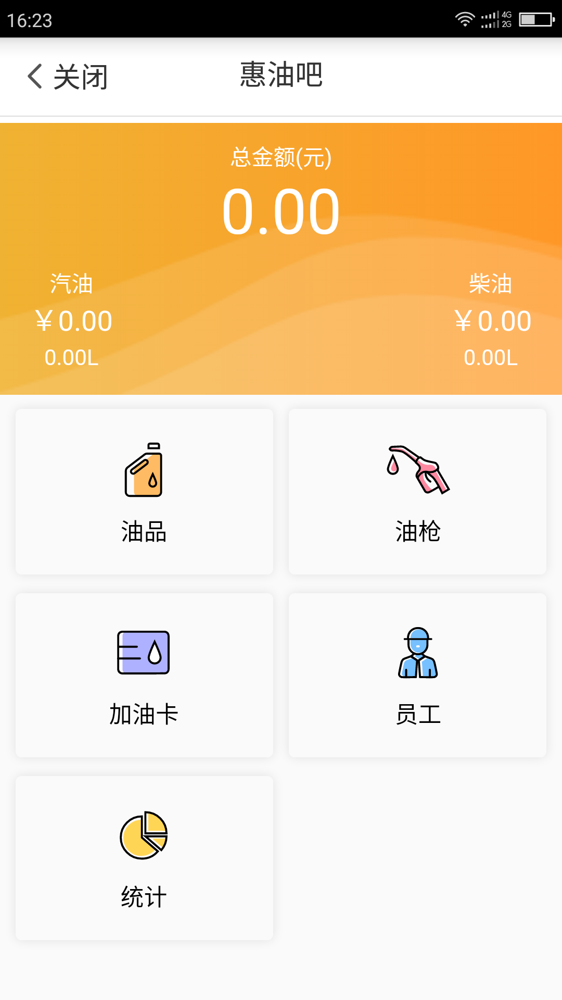 16:23
4G
2G
关闭
惠油吧
总金额(元)
0.00
汽油
柴油
￥0.00
￥0.00
0.00L
0.00L
油品
油枪
加油卡
员工
统计